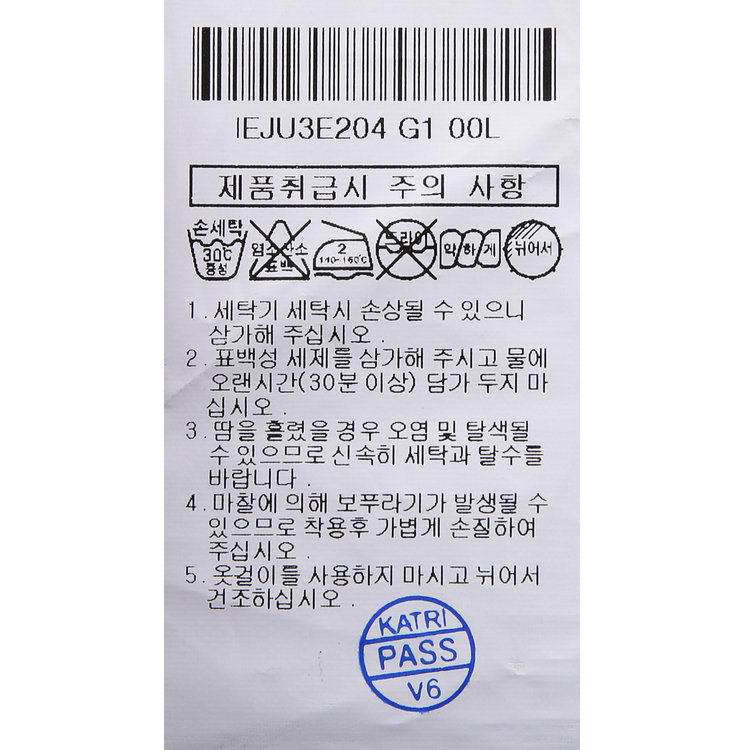 IEJU3E204 G1 00L
제품취급시 주의 사항
손세탁
30℃
중성
염소산소
표백
2
140~160℃
드라이
약하게
뉘어서
1. 세탁기 세탁시 손상될 수 있으니
삼가해 주십시오.
2. 표백성 세제를 삼가해 주시고 물에
오랜시간(30분 이상) 담가 두지 마
십시오.
3. 땀을 흘렸을 경우 오염 및 탈색될
수 있으므로 신속히 세탁과 탈수를
바랍니다.
4. 마찰에 의해 보푸라기가 발생될 수
있으므로 착용후 가볍게 손질하여
주십시오.
5. 옷걸이를 사용하지 마시고 뉘어서
건조하십시오.
KATRI
PASS
V6